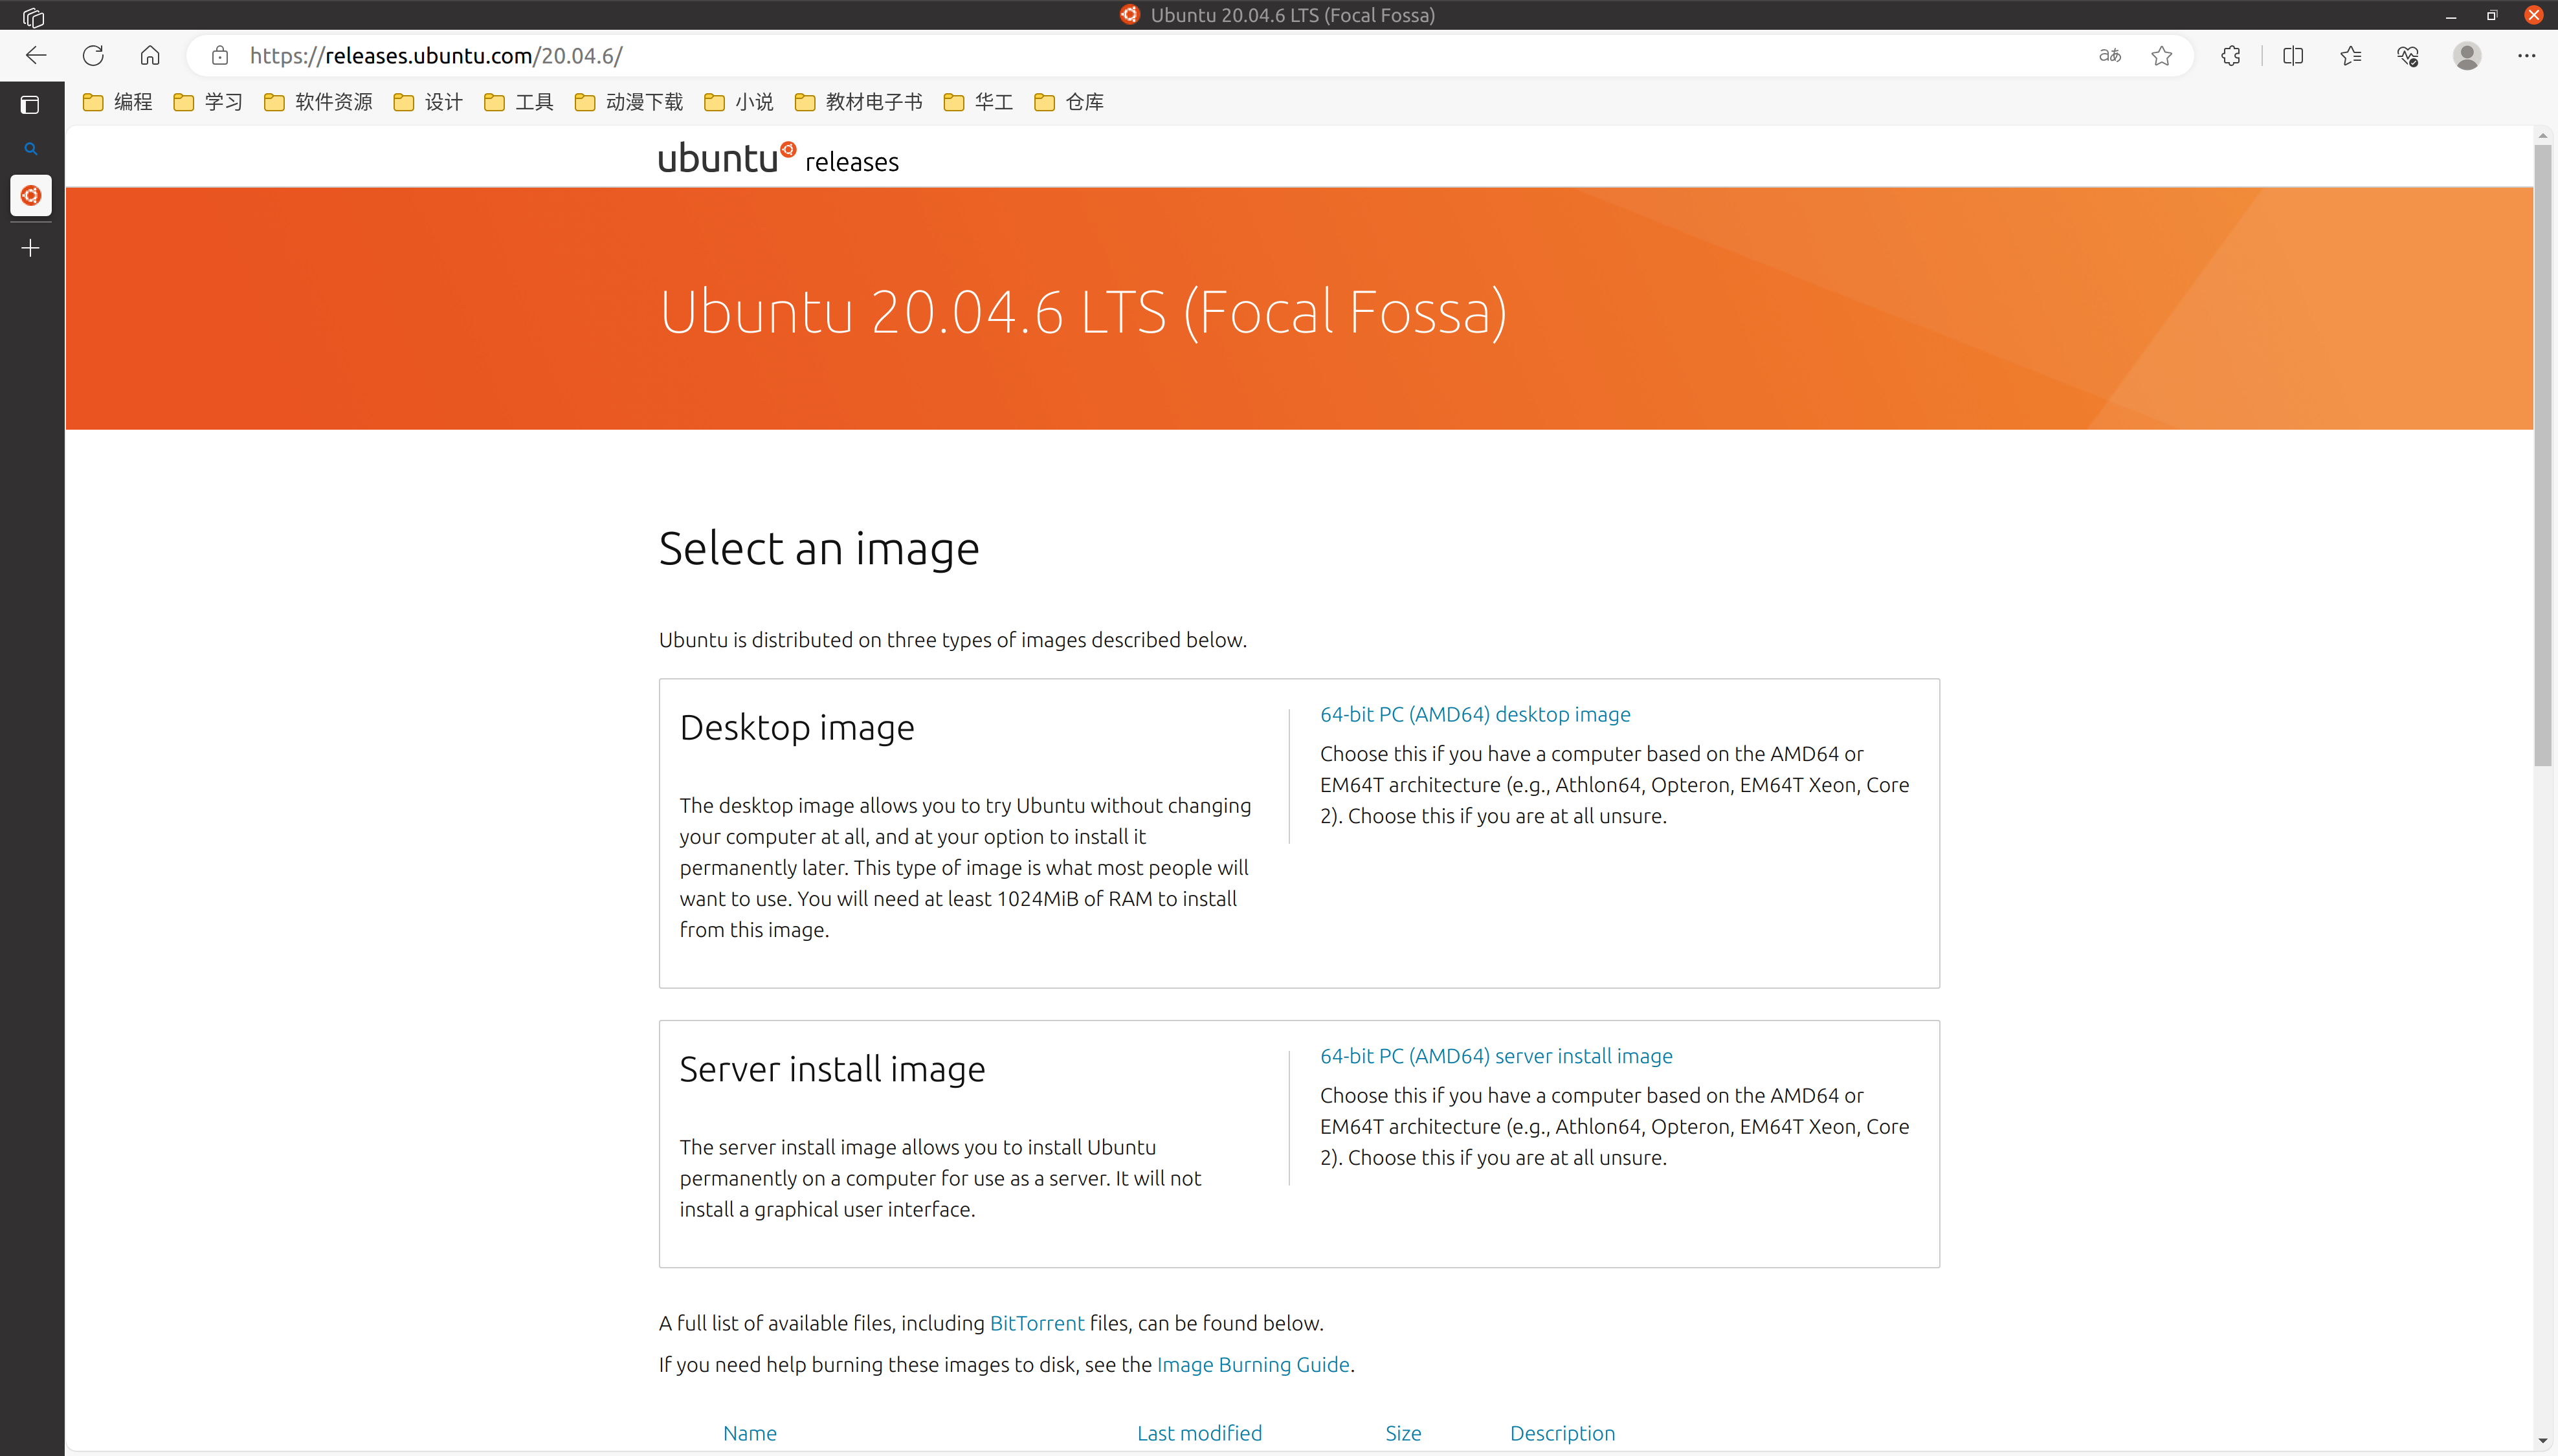 Ubuntu 20.04.6 LTS (Focal Fossa)
https://releases.ubuntu.com/20.04.6/
aあ
编程 学习 软件资源 设计 工具 动漫下载 小说 教材电子书 华工 仓库
ubuntu releases
Ubuntu 20.04.6 LTS (Focal Fossa)
Select an image
Ubuntu is distributed on three types of images described below.
Desktop image
The desktop image allows you to try Ubuntu without changing
your computer at all, and at your option to install it
permanently later. This type of image is what most people will
want to use. You will need at least 1024MiB of RAM to install
from this image.
64-bit PC (AMD64) desktop image
Choose this if you have a computer based on the AMD64 or
EM64T architecture (e.g., Athlon64, Opteron, EM64T Xeon, Core
2). Choose this if you are at all unsure.
Server install image
The server install image allows you to install Ubuntu
permanently on a computer for use as a server. It will not
install a graphical user interface.
64-bit PC (AMD64) server install image
Choose this if you have a computer based on the AMD64 or
EM64T architecture (e.g., Athlon64, Opteron, EM64T Xeon, Core
2). Choose this if you are at all unsure.
A full list of available files, including BitTorrent files, can be found below.
If you need help burning these images to disk, see the Image Burning Guide.
Name Last modified Size Description